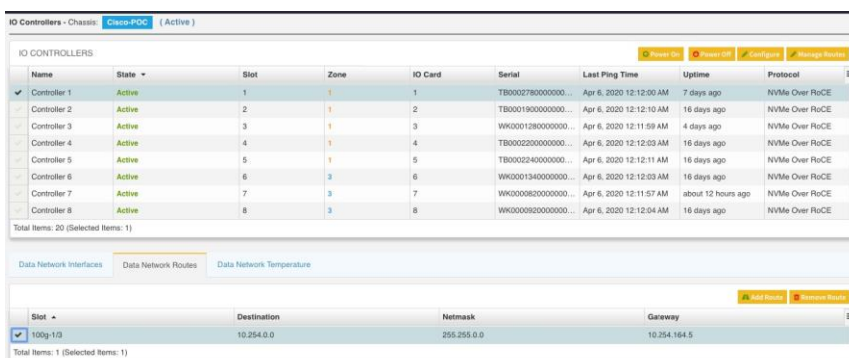 IO Controllers - Chassis: Cisco-POC ( Active )
IO CONTROLLERS Power On Power Off Configure Manage Routes
Name State Slot Zone IO Card Serial Last Ping Time Uptime Protocol
Controller 1 Active 1 1 1 TB0002780000000... Apr 6, 2020 12:12:00 AM 7 days ago NVMe Over RoCE
Controller 2 Active 2 1 2 TB0001900000000... Apr 6, 2020 12:12:10 AM 16 days ago NVMe Over RoCE
Controller 3 Active 3 1 3 WK0001280000000... Apr 6, 2020 12:11:59 AM 4 days ago NVMe Over RoCE
Controller 4 Active 4 1 4 TB0002200000000... Apr 6, 2020 12:12:03 AM 16 days ago NVMe Over RoCE
Controller 5 Active 5 1 5 TB0002240000000... Apr 6, 2020 12:12:11 AM 16 days ago NVMe Over RoCE
Controller 6 Active 6 3 6 WK0001340000000... Apr 6, 2020 12:12:03 AM 16 days ago NVMe Over RoCE
Controller 7 Active 7 3 7 WK0000820000000... Apr 6, 2020 12:11:57 AM about 12 hours ago NVMe Over RoCE
Controller 8 Active 8 3 8 WK0000920000000... Apr 6, 2020 12:12:04 AM 16 days ago NVMe Over RoCE
Total Items: 20 (Selected Items: 1)
Data Network Interfaces Data Network Routes Data Network Temperature
Add Route Remove Route
Slot Destination Netmask Gateway
100g-1/3 10.254.0.0 255.255.0.0 10.254.164.5
Total Items: 1 (Selected Items: 1)